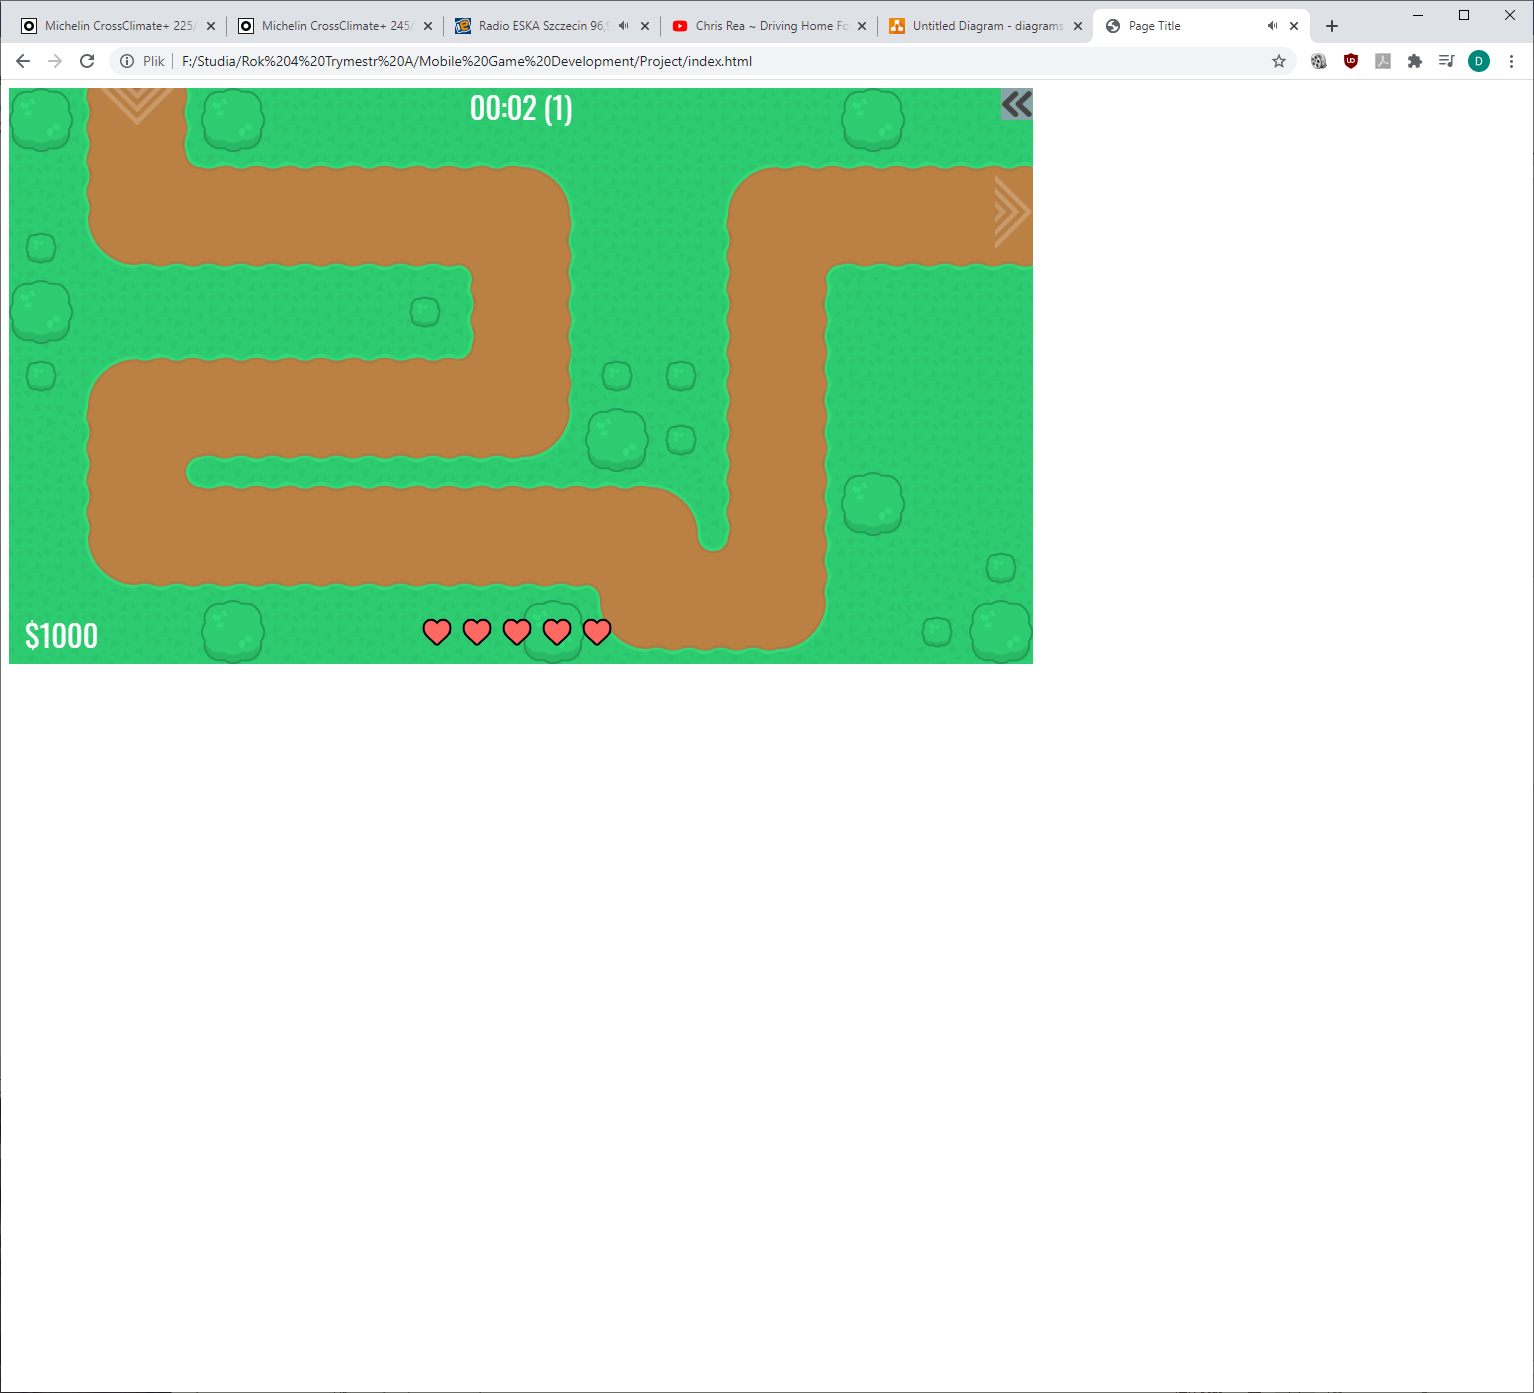 Michelin CrossClimate+ 225/
Michelin CrossClimate+ 245/
Radio ESKA Szczecin 96,9
Chris Rea ~ Driving Home Fo
Untitled Diagram - diagrams
Page Title
Plik
F:/Studia/Rok%204%20Trymestr%20A/Mobile%20Game%20Development/Project/index.html
D
00:02 (1)
$1000